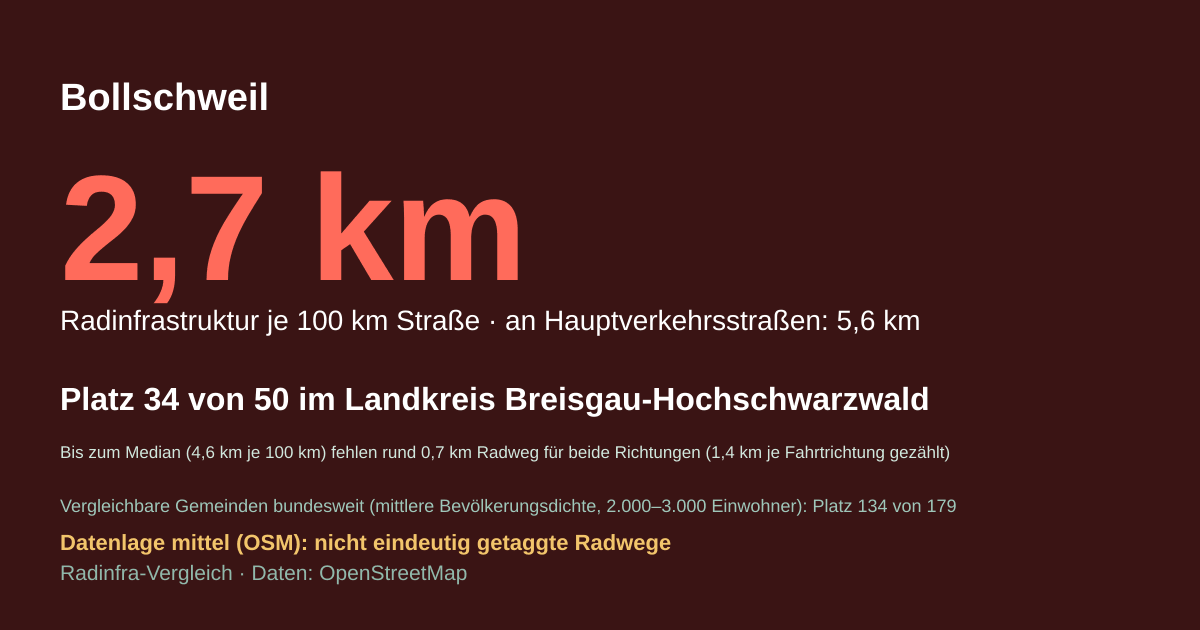 Bollschweil
2,7 km
Radinfrastruktur je 100 km Straße · an Hauptverkehrsstraßen: 5,6 km
Platz 34 von 50 im Landkreis Breisgau-Hochschwarzwald
Bis zum Median (4,6 km je 100 km) fehlen rund 0,7 km Radweg für beide Richtungen (1,4 km je Fahrtrichtung gezählt)
Vergleichbare Gemeinden bundesweit (mittlere Bevölkerungsdichte, 2.000–3.000 Einwohner): Platz 134 von 179
Datenlage mittel (OSM): nicht eindeutig getaggte Radwege
Radinfra-Vergleich · Daten: OpenStreetMap